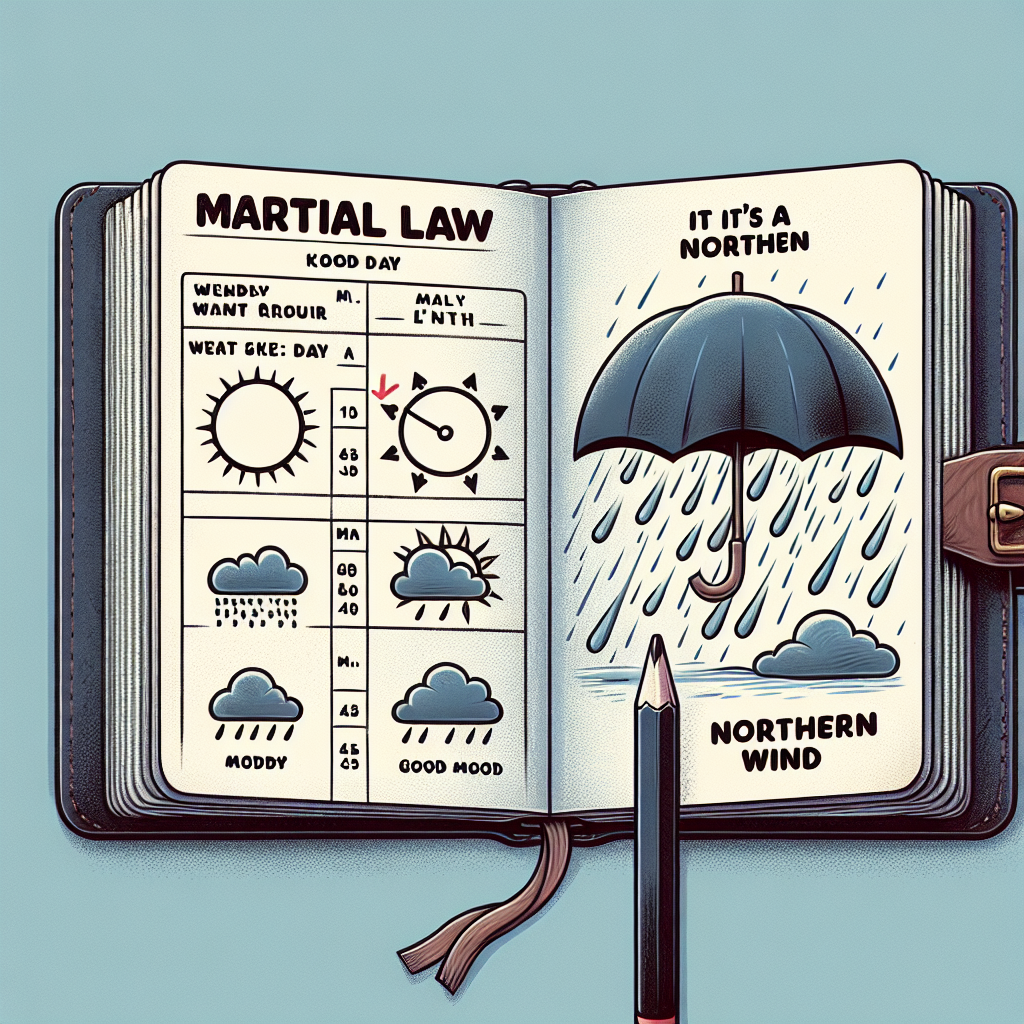 MARTIAL LAW
KOOD DAY
WENDBY M.
WANT QROUIR
MALY
L'NTH
WEAT GKE: DAY A
10
MA
M..
MODDY
GOOD MOOD
IT IT'S A
NORTHEN
NORTHERN
WIND